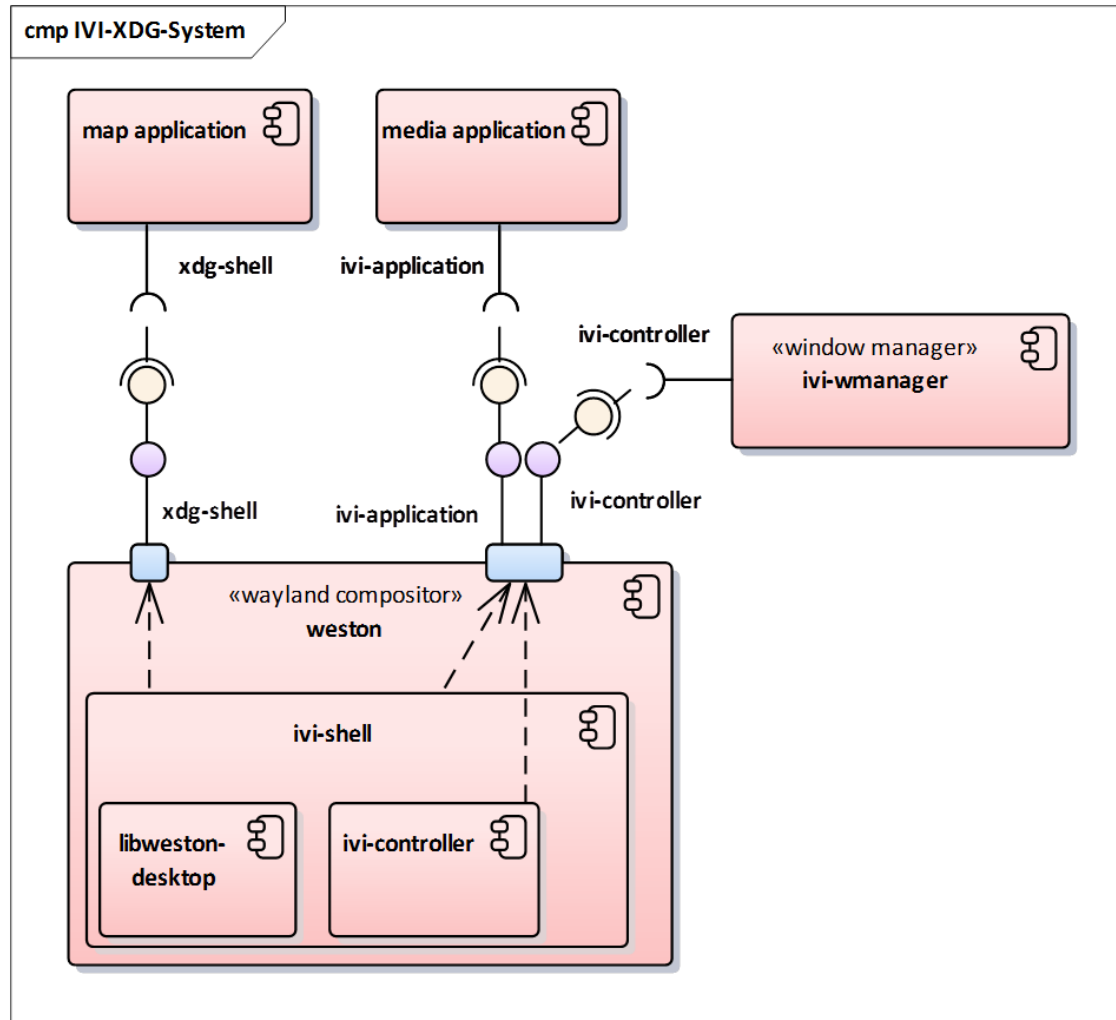 cmp IVI-XDG-System
map application
media application
xdg-shell
ivi-application
ivi-controller
«window manager»
ivi-wmanager
xdg-shell
ivi-application
ivi-controller
«wayland compositor»
weston
ivi-shell
libweston-
desktop
ivi-controller